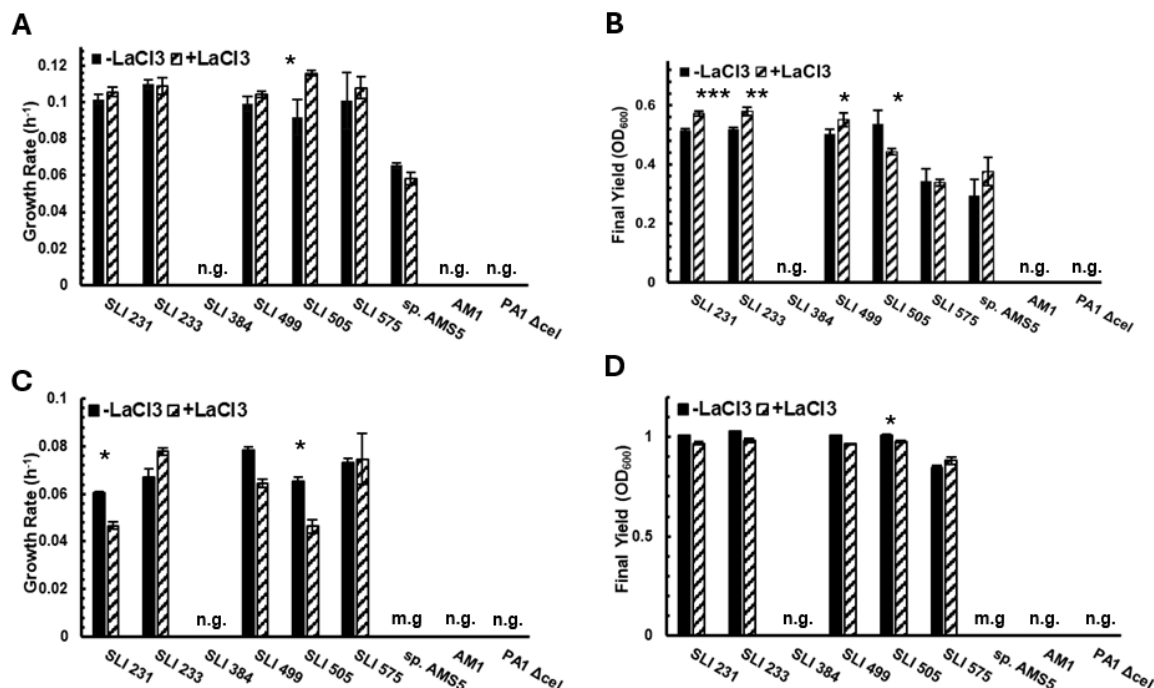 A
-LaCl3 +LaCl3
Growth Rate (h-1)
0.12
0.1
0.08
0.06
0.04
0.02
0
*
n.g. n.g. n.g.
SLI 231 SLI 233 SLI 384 SLI 499 SLI 505 SLI 575 sp. AMS5 AM1 PA1 Δcel
B
-LaCl3 +LaCl3
Final Yield (OD600)
0.6
0.4
0.2
0
*** ** * *
n.g. n.g. n.g.
SLI 231 SLI 233 SLI 384 SLI 499 SLI 505 SLI 575 sp. AMS5 AM1 PA1 Δcel
C
-LaCl3 +LaCl3
Growth Rate (h-1)
0.1
0.08
0.06
0.04
0.02
0
* *
n.g. m.g n.g. n.g.
SLI 231 SLI 233 SLI 384 SLI 499 SLI 505 SLI 575 sp. AMS5 AM1 PA1 Δcel
D
-LaCl3 +LaCl3
Final Yield (OD600)
1
0.5
0
*
n.g. m.g n.g. n.g.
SLI 231 SLI 233 SLI 384 SLI 499 SLI 505 SLI 575 sp. AMS5 AM1 PA1 Δcel